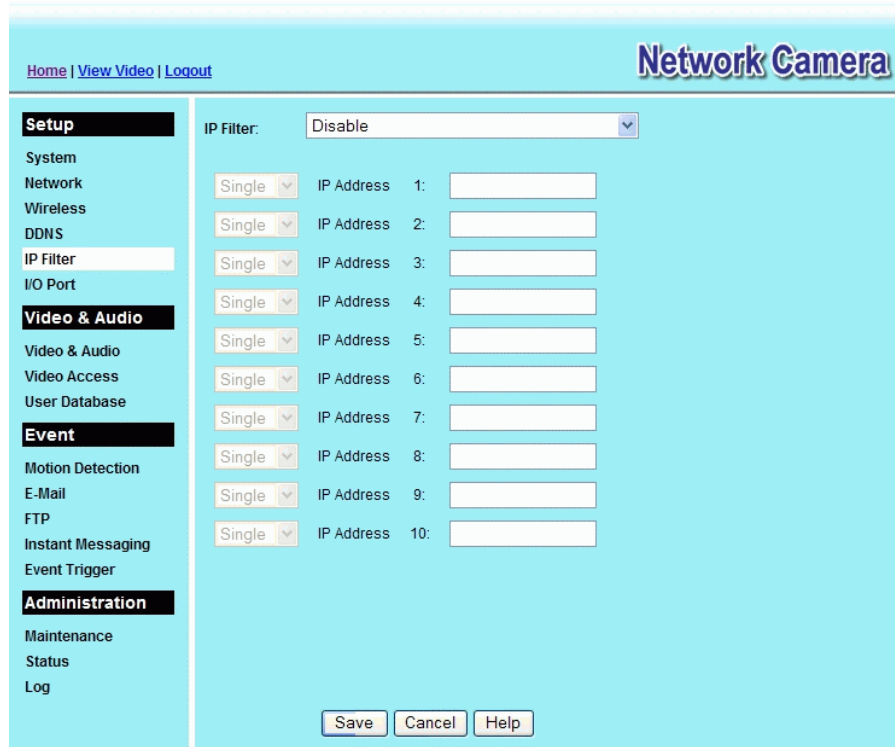 Home | View Video | Logout
Network Camera
Setup
System
Network
Wireless
DDNS
IP Filter
I/O Port
Video & Audio
Video & Audio
Video Access
User Database
Event
Motion Detection
E-Mail
FTP
Instant Messaging
Event Trigger
Administration
Maintenance
Status
Log
IP Filter: Disable
Single IP Address 1:
Single IP Address 2:
Single IP Address 3:
Single IP Address 4:
Single IP Address 5:
Single IP Address 6:
Single IP Address 7:
Single IP Address 8:
Single IP Address 9:
Single IP Address 10:
Save Cancel Help